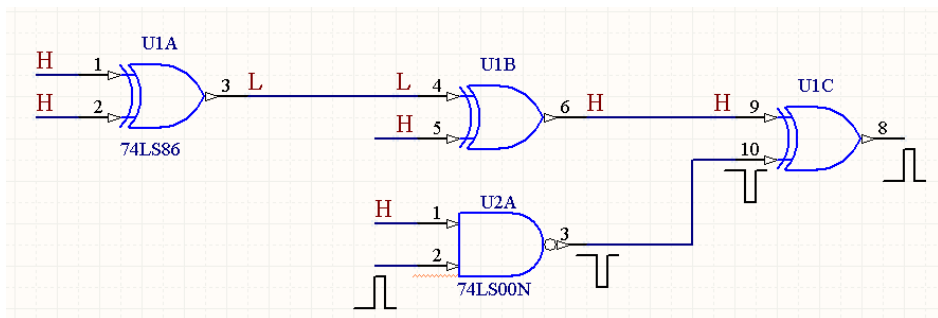 U1A
H 1
3 L
H 2
74LS86
U1B
L 4
6 H
H 5
U1C
H 9
8
10
U2A
H 1
3
2
74LS00N